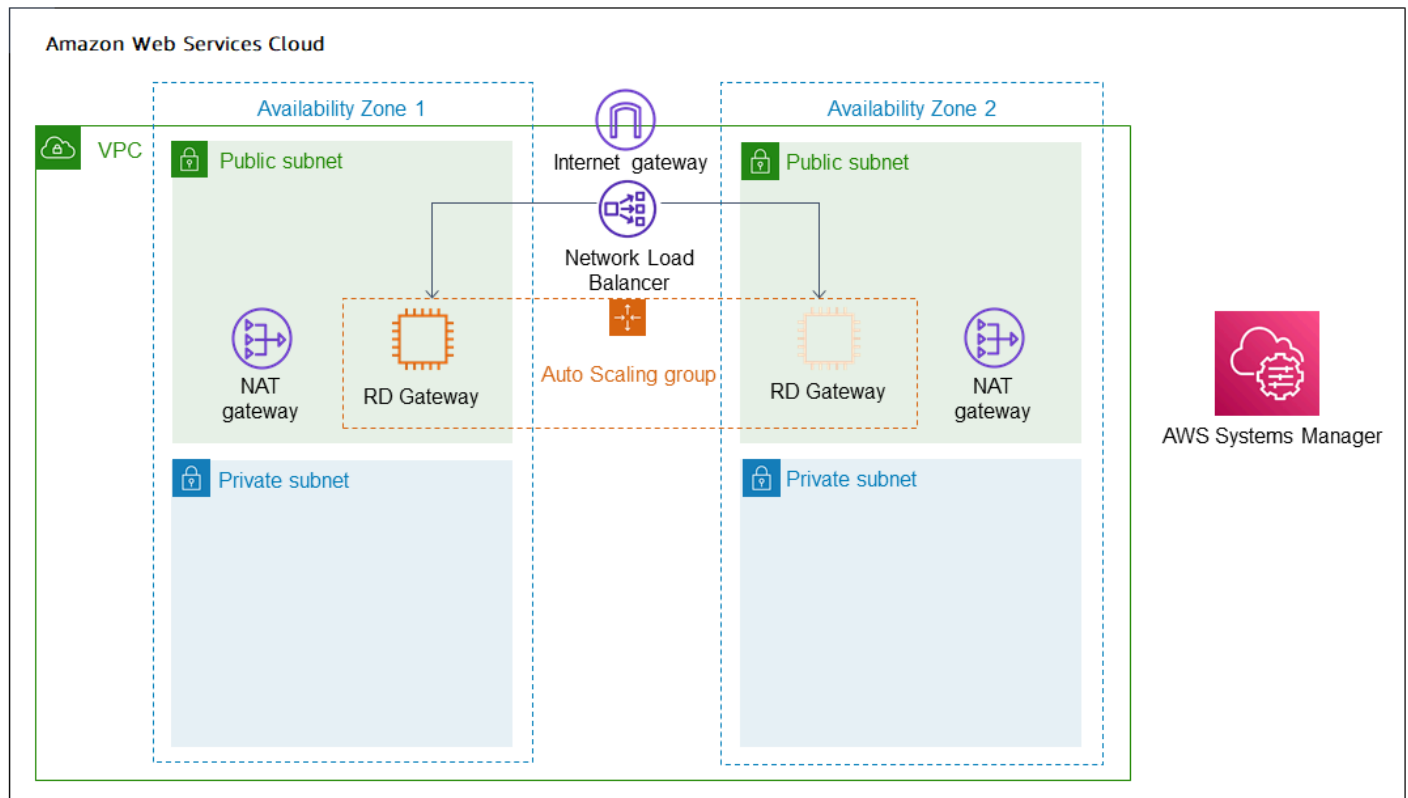 Amazon Web Services Cloud
Availability Zone 1
Availability Zone 2
VPC
Public subnet
Internet gateway
Public subnet
Network Load
Balancer
NAT
gateway
RD Gateway
Auto Scaling group
RD Gateway
NAT
gateway
AWS Systems Manager
Private subnet
Private subnet